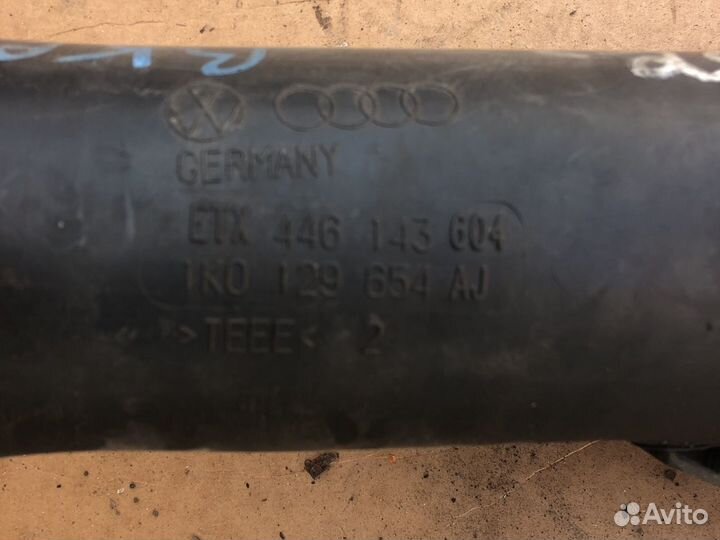 GERMANY
ETX 446 143 604
1K0 129 654 AJ
>TEEE< 2
Avito